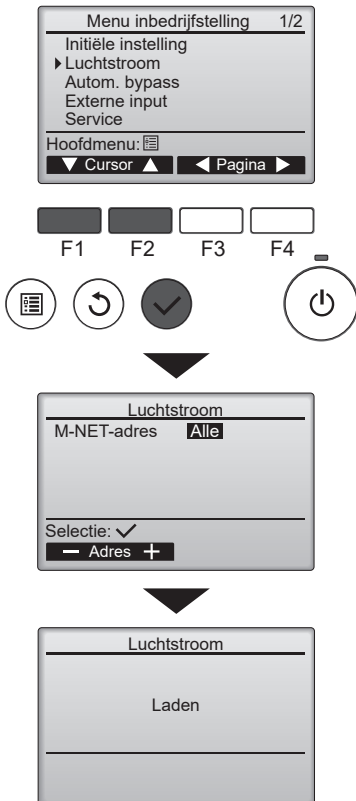 Menu inbedrijfstelling 1/2
Initiële instelling
Luchtstroom
Autom. bypass
Externe input
Service
Hoofdmenu:
▼ Cursor ▲ ◀ Pagina ▶
F1 F2 F3 F4
Luchtstroom
M-NET-adres Alle
Selectie: ✓
− Adres +
Luchtstroom
Laden